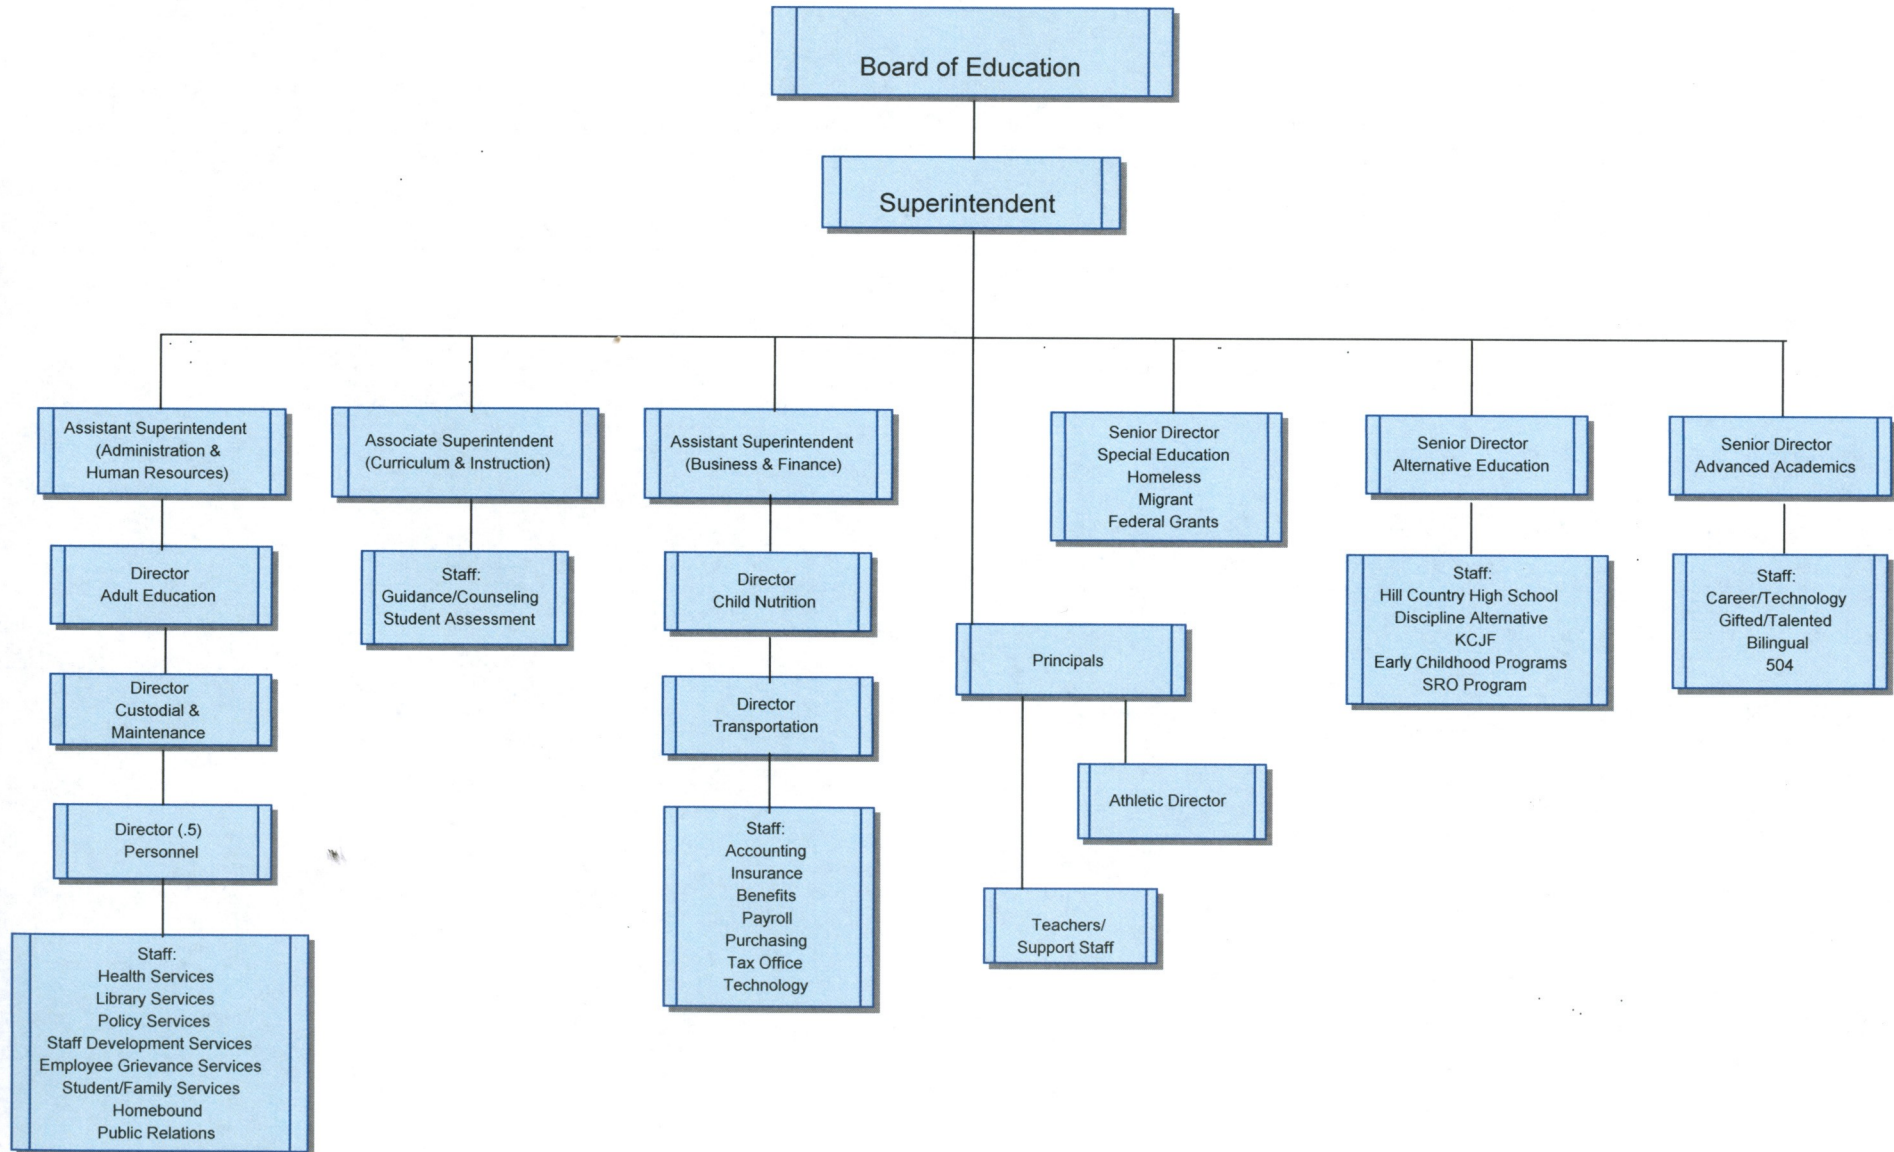 Board of Education
Superintendent
Assistant Superintendent
(Administration &
Human Resources)
Director
Adult Education
Director
Custodial &
Maintenance
Director (.5)
Personnel
Staff:
Health Services
Library Services
Policy Services
Staff Development Services
Employee Grievance Services
Student/Family Services
Homebound
Public Relations
Associate Superintendent
(Curriculum & Instruction)
Staff:
Guidance/Counseling
Student Assessment
Assistant Superintendent
(Business & Finance)
Director
Child Nutrition
Director
Transportation
Staff:
Accounting
Insurance
Benefits
Payroll
Purchasing
Tax Office
Technology
Principals
Athletic Director
Teachers/
Support Staff
Senior Director
Special Education
Homeless
Migrant
Federal Grants
Senior Director
Alternative Education
Staff:
Hill Country High School
Discipline Alternative
KCJF
Early Childhood Programs
SRO Program
Senior Director
Advanced Academics
Staff:
Career/Technology
Gifted/Talented
Bilingual
504